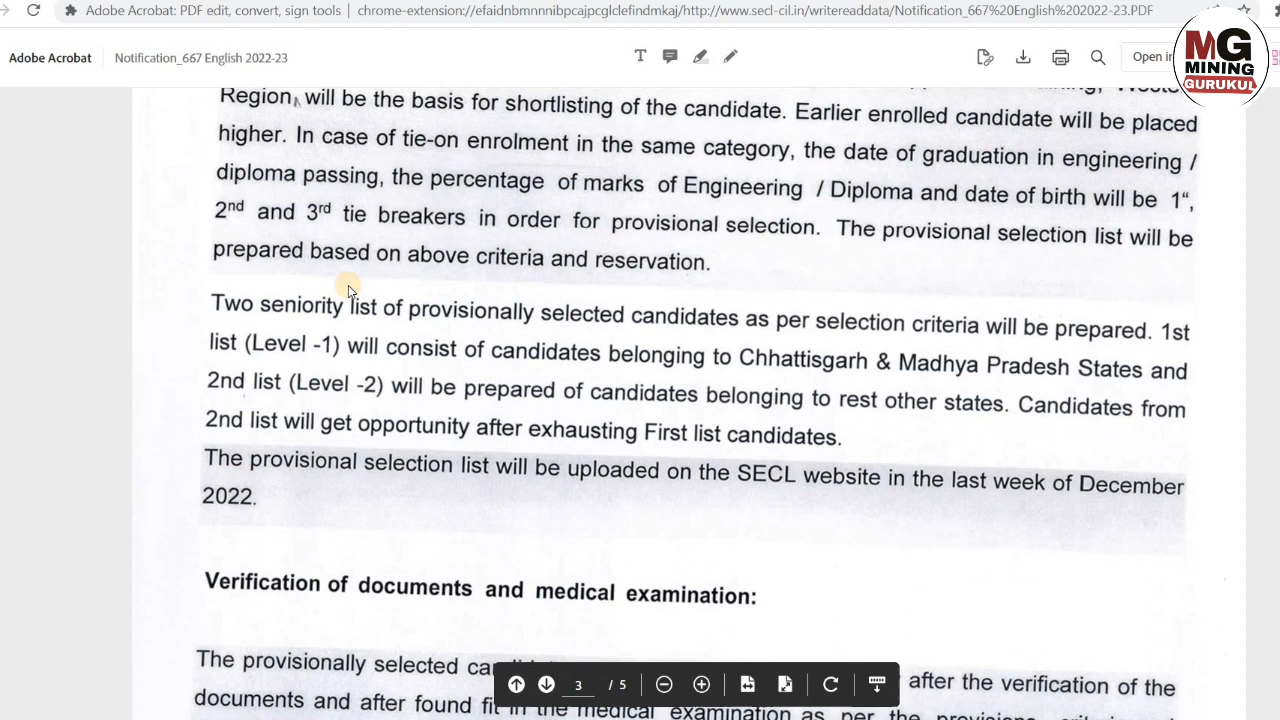 Adobe Acrobat: PDF edit, convert, sign tools | chrome-extension://efaidnbmnnnibpcajpcglclefindmkaj/http://www.secl-cil.in/writereaddata/Notification_667%20English%202022-23.PDF
Adobe Acrobat Notification_667 English 2022-23 Open in
MG
MINING
GURUKUL
Region, will be the basis for shortlisting of the candidate. Earlier enrolled candidate will be placed
higher. In case of tie-on enrolment in the same category, the date of graduation in engineering /
diploma passing, the percentage of marks of Engineering / Diploma and date of birth will be 1“,
2nd and 3rd tie breakers in order for provisional selection. The provisional selection list will be
prepared based on above criteria and reservation.
Two seniority list of provisionally selected candidates as per selection criteria will be prepared. 1st
list (Level -1) will consist of candidates belonging to Chhattisgarh & Madhya Pradesh States and
2nd list (Level -2) will be prepared of candidates belonging to rest other states. Candidates from
2nd list will get opportunity after exhausting First list candidates.
The provisional selection list will be uploaded on the SECL website in the last week of December
2022.
Verification of documents and medical examination:
The provisionally selected after the verification of the
3 / 5
documents and after found fit in the medical examination as per the